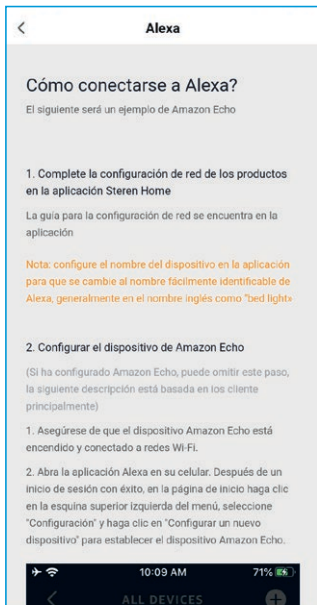 Alexa
Cómo conectarse a Alexa?
El siguiente será un ejemplo de Amazon Echo
1. Complete la configuración de red de los productos
en la aplicación Steren Home
La guía para la configuración de red se encuentra en la
aplicación
Nota: configure el nombre del dispositivo en la aplicación
para que se cambie al nombre fácilmente identificable de
Alexa, generalmente en el nombre inglés como "bed light»
2. Configurar el dispositivo de Amazon Echo
(Si ha configurado Amazon Echo, puede omitir este paso,
la siguiente descripción está basada en ios cliente
principalmente)
1. Asegúrese de que el dispositivo Amazon Echo está
encendido y conectado a redes Wi-Fi.
2. Abra la aplicación Alexa en su celular. Después de un
inicio de sesión con éxito, en la página de inicio haga clic
en la esquina superior izquierda del menú, seleccione
"Configuración" y haga clic en "Configurar un nuevo
dispositivo" para establecer el dispositivo Amazon Echo.
10:09 AM 71%
ALL DEVICES